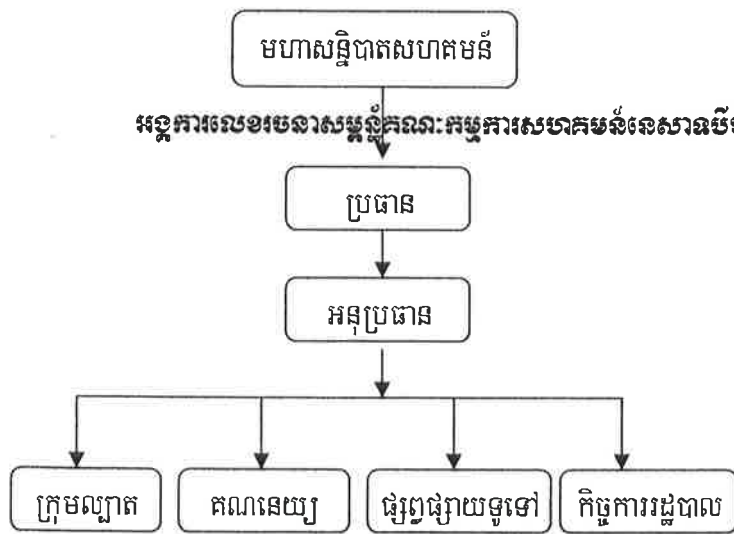 មហាសន្និបាតសហគមន៍
អង្គការលេខរចនាសម្ពន្ធ័គណៈកម្មការសហគមន៍នេសាទបឹង
ប្រធាន
អនុប្រធាន
ក្រុមល្បាត
គណនេយ្យ
ផ្សព្វផ្សាយទូទៅ
កិច្ចការរដ្ឋបាល